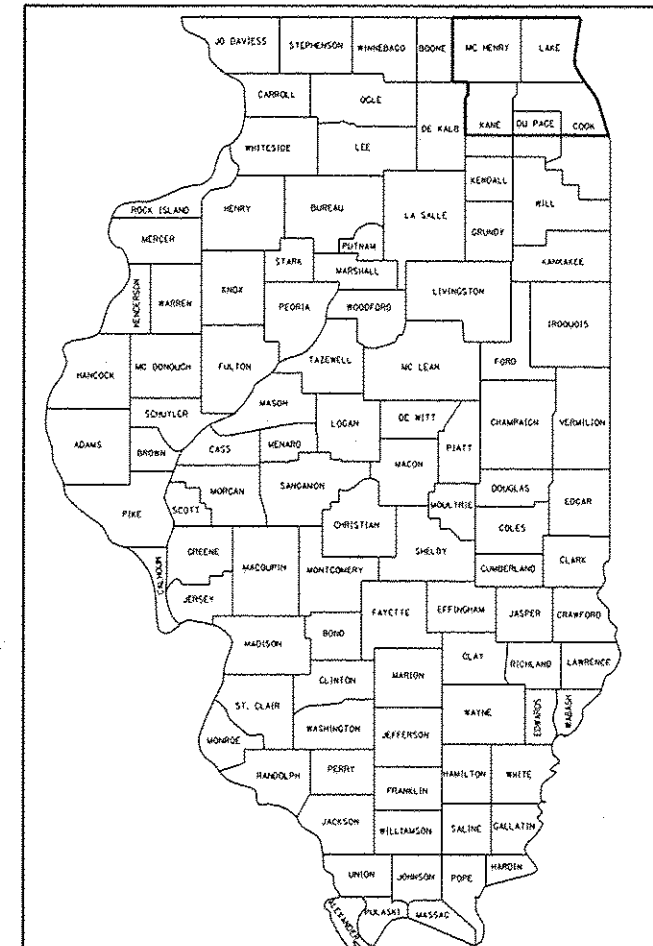 JO DAVIESS
STEPHENSON
WINNEBAGO
BOONE
MC HENRY
LAKE
CARROLL
OGLE
DE KALB
KANE
DU PAGE
COOK
WHITESIDE
LEE
KENDALL
WILL
ROCK ISLAND
HENRY
BUREAU
LA SALLE
GRUNDY
MERCER
PUTNAM
KANKAKEE
STARK
MARSHALL
HENDERSON
WARREN
KNOX
PEORIA
WOODFORD
LIVINGSTON
IROQUOIS
HANCOCK
MC DONOUGH
FULTON
TAZEWELL
MC LEAN
FORD
SCHUYLER
MASON
LOGAN
DE WITT
CHAMPAIGN
VERMILION
ADAMS
BROWN
CASS
MENARD
PIATT
MACON
PIKE
SCOTT
MORGAN
SANGAMON
CHRISTIAN
MOULTRIE
DOUGLAS
EDGAR
COLES
CALHOUN
GREENE
MACOUPIN
MONTGOMERY
SHELBY
CUMBERLAND
CLARK
JERSEY
FAYETTE
EFFINGHAM
JASPER
CRAWFORD
MADISON
BOND
CLAY
RICHLAND
LAWRENCE
CLINTON
MARION
ST. CLAIR
WAYNE
EDWARDS
WABASH
MONROE
WASHINGTON
JEFFERSON
RANDOLPH
PERRY
HAMILTON
WHITE
FRANKLIN
JACKSON
WILLIAMSON
SALINE
GALLATIN
UNION
JOHNSON
POPE
HARDIN
ALEXANDER
PULASKI
MASSAC